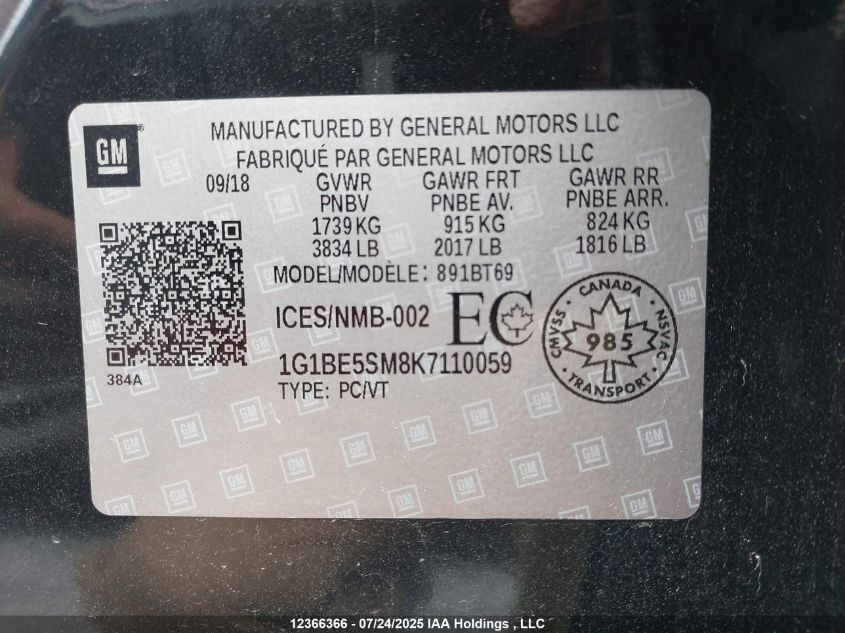 GM
MANUFACTURED BY GENERAL MOTORS LLC
FABRIQUÉ PAR GENERAL MOTORS LLC
09/18 GVWR GAWR FRT GAWR RR
PNBV PNBE AV. PNBE ARR.
1739 KG 915 KG 824 KG
3834 LB 2017 LB 1816 LB
MODEL/MODÈLE: 891BT69
ICES/NMB-002 EC
CANADA
CMVSS 985 NSVAC
TRANSPORT
1G1BE5SM8K7110059
384A
TYPE: PC/VT
12366366 - 07/24/2025 IAA Holdings , LLC